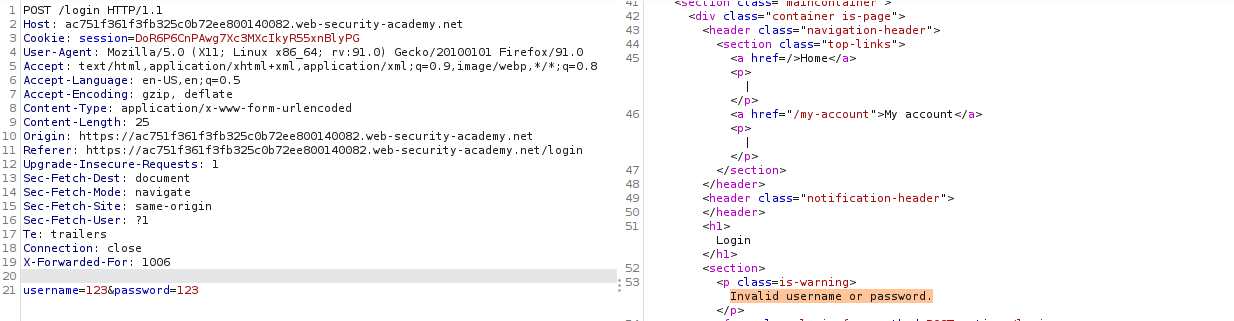 1 POST /login HTTP/1.1
2 Host: ac751f361f3fb325c0b72ee800140082.web-security-academy.net
3 Cookie: session=DoR6P6CnPAwg7Xc3MXcIkyR55xnBlyPG
4 User-Agent: Mozilla/5.0 (X11; Linux x86_64; rv:91.0) Gecko/20100101 Firefox/91.0
5 Accept: text/html,application/xhtml+xml,application/xml;q=0.9,image/webp,*/*;q=0.8
6 Accept-Language: en-US,en;q=0.5
7 Accept-Encoding: gzip, deflate
8 Content-Type: application/x-www-form-urlencoded
9 Content-Length: 25
10 Origin: https://ac751f361f3fb325c0b72ee800140082.web-security-academy.net
11 Referer: https://ac751f361f3fb325c0b72ee800140082.web-security-academy.net/login
12 Upgrade-Insecure-Requests: 1
13 Sec-Fetch-Dest: document
14 Sec-Fetch-Mode: navigate
15 Sec-Fetch-Site: same-origin
16 Sec-Fetch-User: ?1
17 Te: trailers
18 Connection: close
19 X-Forwarded-For: 1006
20
21 username=123&password=123
41 <section class="maincontainer">
42 <div class="container is-page">
43 <header class="navigation-header">
44 <section class="top-links">
45 <a href=/>Home</a>
<p>
|
</p>
46 <a href="/my-account">My account</a>
<p>
|
</p>
47 </section>
48 </header>
49 <header class="notification-header">
50 </header>
51 <h1>
Login
</h1>
52 <section>
53 <p class=is-warning>
Invalid username or password.
</p>